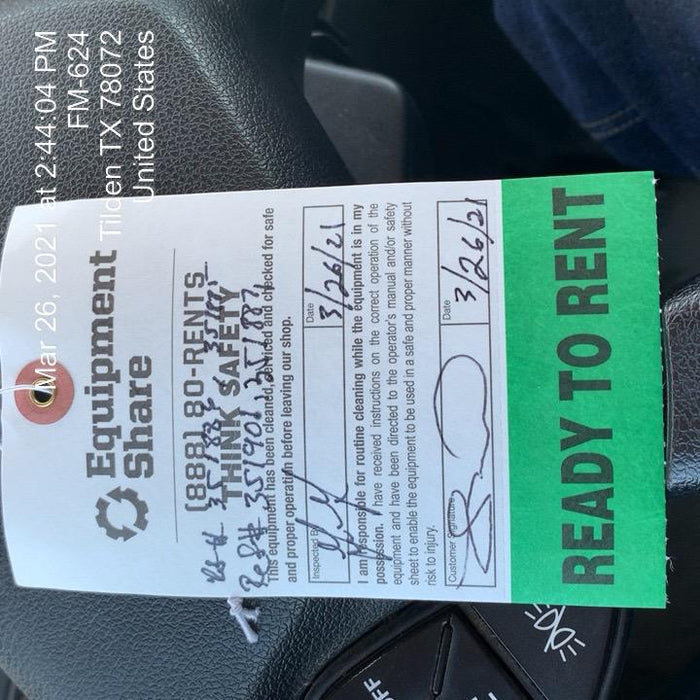 Mar 26, 2021 at 2:44:04 PM
FM-624
Tilden TX 78072
United States
Equipment
Share
(888) 80-RENTS
THINK SAFETY
351901, 351887
This equipment has been cleaned, serviced and checked for safe
and proper operation before leaving our shop.
Inspected By
Date
3/26/21
I am responsible for routine cleaning while the equipment is in my
possession. I have received instructions on the correct operation of the
equipment and have been directed to the operator's manual and/or safety
sheet to enable the equipment to be used in a safe and proper manner without
risk to injury.
Customer Signature
Date
3/26/21
READY TO RENT
OFF